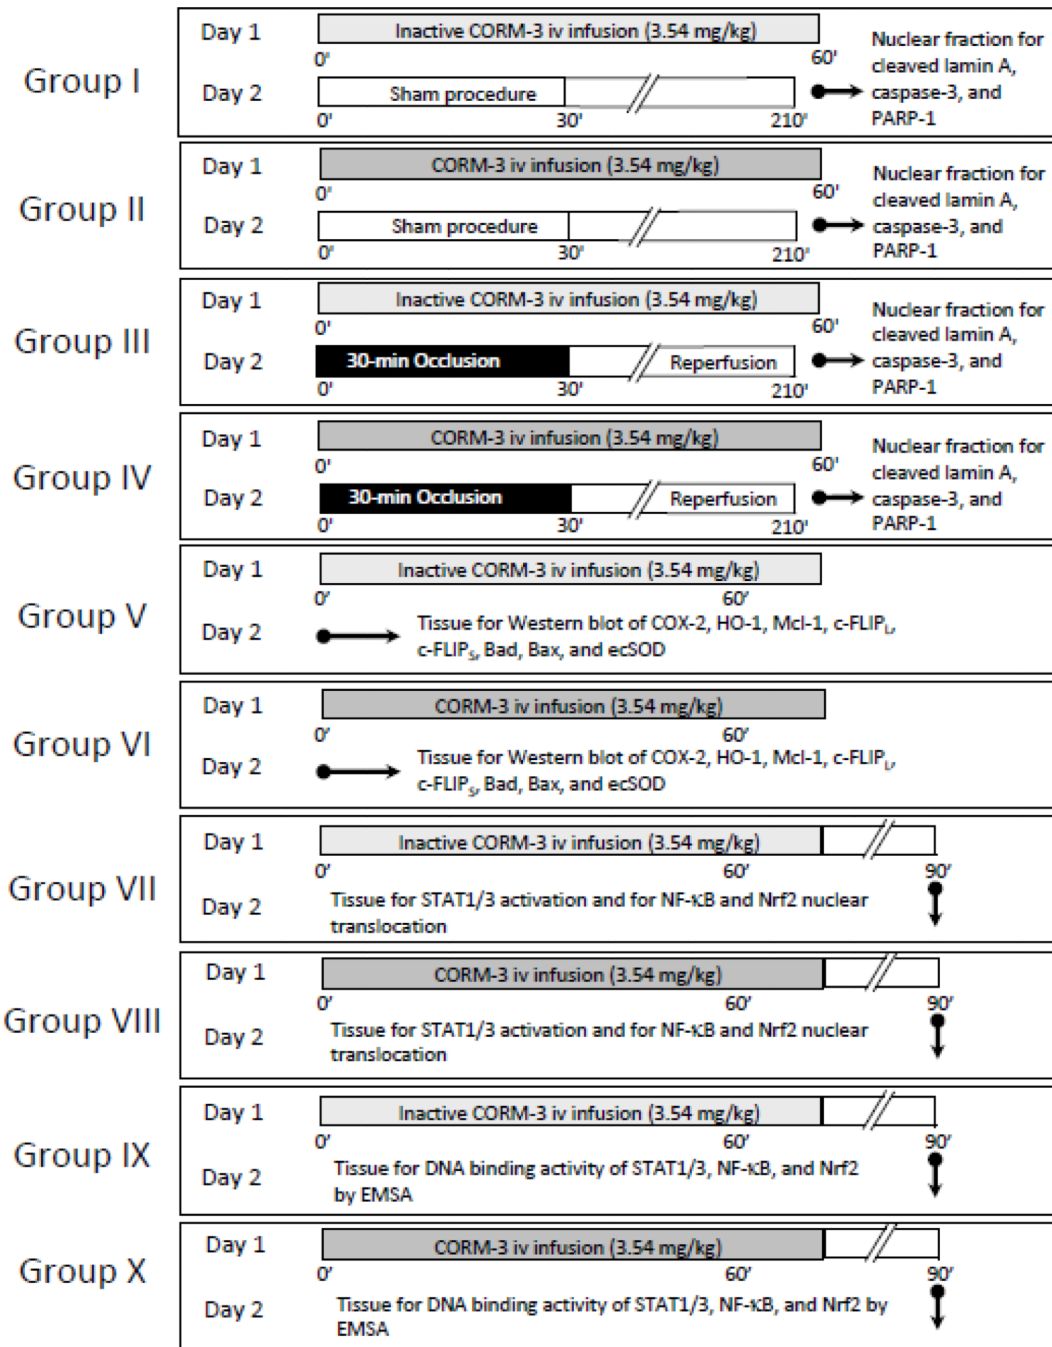 Group I
Day 1
Inactive CORM-3 iv infusion (3.54 mg/kg)
0'
60'
Day 2
Sham procedure
0'
30'
210'
Nuclear fraction for
cleaved lamin A,
caspase-3, and
PARP-1
Group II
Day 1
CORM-3 iv infusion (3.54 mg/kg)
0'
60'
Day 2
Sham procedure
0'
30'
210'
Nuclear fraction for
cleaved lamin A,
caspase-3, and
PARP-1
Group III
Day 1
Inactive CORM-3 iv infusion (3.54 mg/kg)
0'
60'
Day 2
30-min Occlusion
Reperfusion
0'
30'
210'
Nuclear fraction for
cleaved lamin A,
caspase-3, and
PARP-1
Group IV
Day 1
CORM-3 iv infusion (3.54 mg/kg)
0'
60'
Day 2
30-min Occlusion
Reperfusion
0'
30'
210'
Nuclear fraction for
cleaved lamin A,
caspase-3, and
PARP-1
Group V
Day 1
Inactive CORM-3 iv infusion (3.54 mg/kg)
0'
60'
Day 2
Tissue for Western blot of COX-2, HO-1, Mcl-1, c-FLIP_L,
c-FLIP_S, Bad, Bax, and ecSOD
Group VI
Day 1
CORM-3 iv infusion (3.54 mg/kg)
0'
60'
Day 2
Tissue for Western blot of COX-2, HO-1, Mcl-1, c-FLIP_L,
c-FLIP_S, Bad, Bax, and ecSOD
Group VII
Day 1
Inactive CORM-3 iv infusion (3.54 mg/kg)
0'
60'
90'
Day 2
Tissue for STAT1/3 activation and for NF-κB and Nrf2 nuclear
translocation
Group VIII
Day 1
CORM-3 iv infusion (3.54 mg/kg)
0'
60'
90'
Day 2
Tissue for STAT1/3 activation and for NF-κB and Nrf2 nuclear
translocation
Group IX
Day 1
Inactive CORM-3 iv infusion (3.54 mg/kg)
0'
60'
90'
Day 2
Tissue for DNA binding activity of STAT1/3, NF-κB, and Nrf2
by EMSA
Group X
Day 1
CORM-3 iv infusion (3.54 mg/kg)
0'
60'
90'
Day 2
Tissue for DNA binding activity of STAT1/3, NF-κB, and Nrf2 by
EMSA